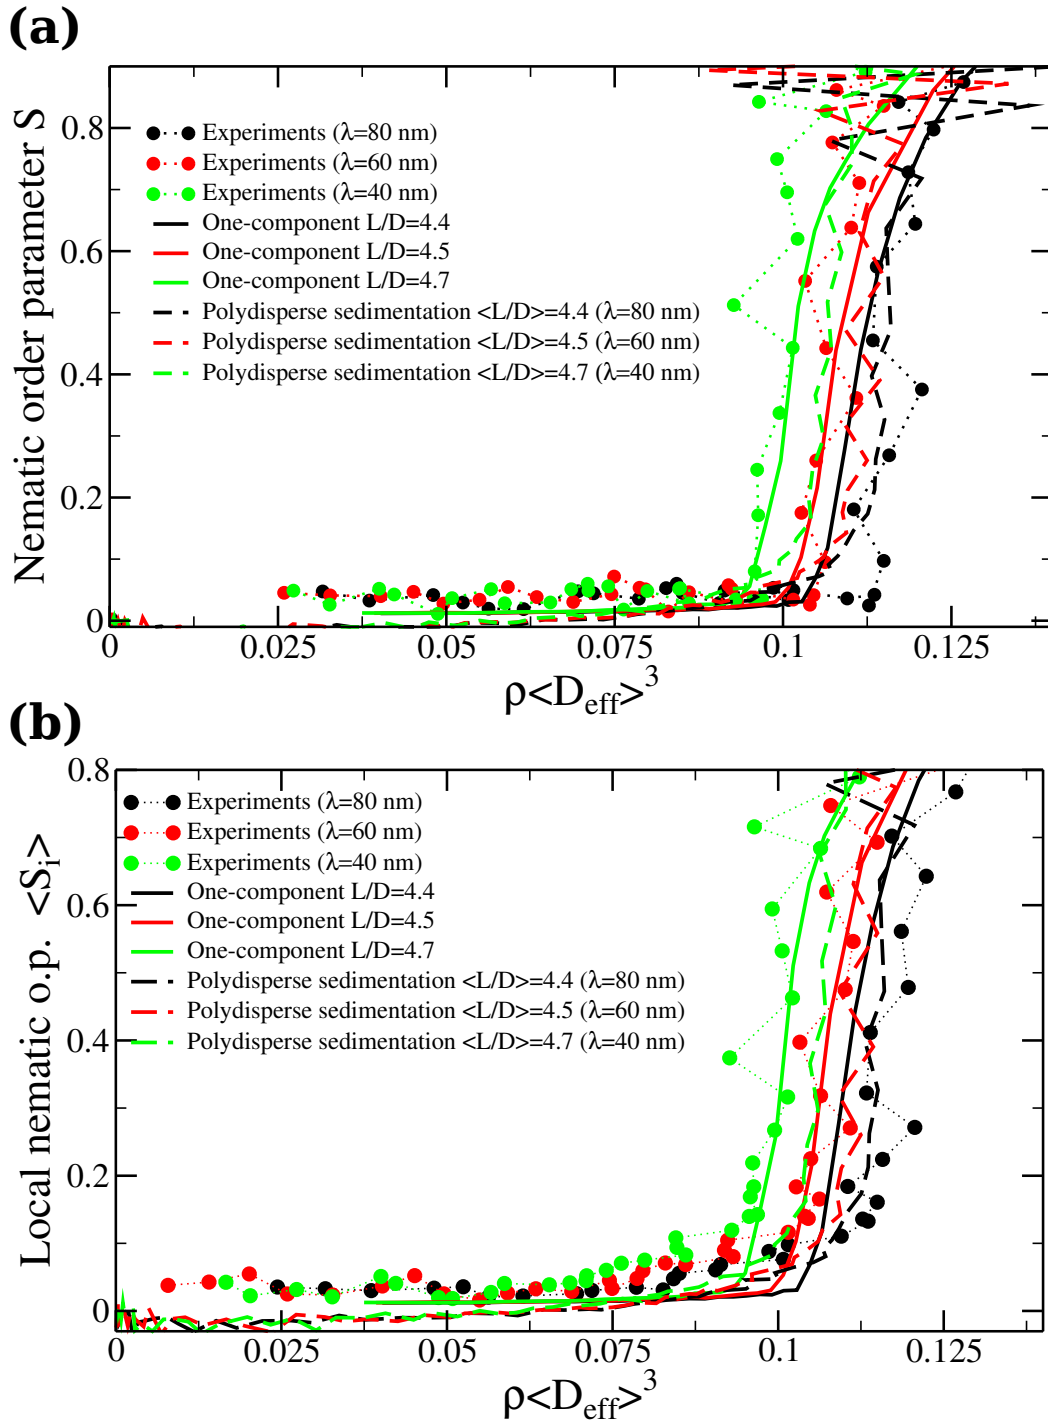 (a)
Nematic order parameter S
0.8
0.6
0.4
0.2
0
Experiments (λ=80 nm)
Experiments (λ=60 nm)
Experiments (λ=40 nm)
One-component L/D=4.4
One-component L/D=4.5
One-component L/D=4.7
Polydisperse sedimentation <L/D>=4.4 (λ=80 nm)
Polydisperse sedimentation <L/D>=4.5 (λ=60 nm)
Polydisperse sedimentation <L/D>=4.7 (λ=40 nm)
0 0.025 0.05 0.075 0.1 0.125
ρ<D_eff>^3
(b)
Local nematic o.p. <S_i>
0.8
0.6
0.4
0.2
0
Experiments (λ=80 nm)
Experiments (λ=60 nm)
Experiments (λ=40 nm)
One-component L/D=4.4
One-component L/D=4.5
One-component L/D=4.7
Polydisperse sedimentation <L/D>=4.4 (λ=80 nm)
Polydisperse sedimentation <L/D>=4.5 (λ=60 nm)
Polydisperse sedimentation <L/D>=4.7 (λ=40 nm)
0 0.025 0.05 0.075 0.1 0.125
ρ<D_eff>^3